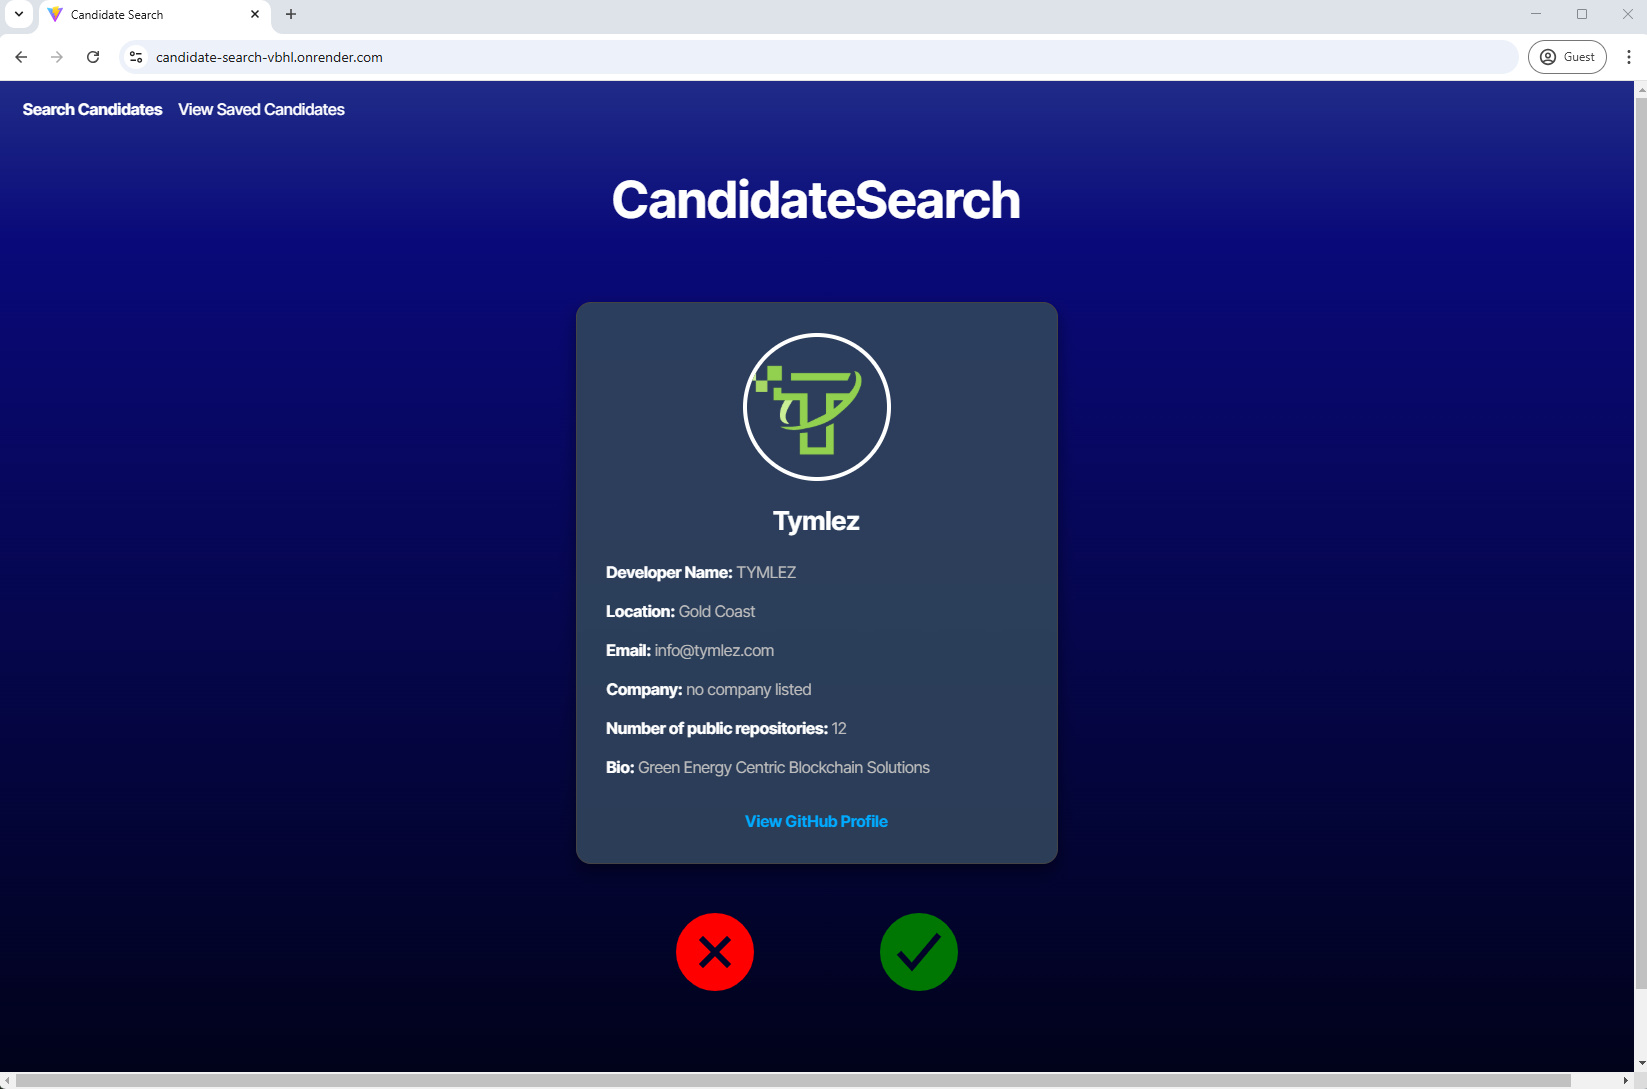 Candidate Search
candidate-search-vbhl.onrender.com
Guest
Search Candidates View Saved Candidates
CandidateSearch
Tymlez
Developer Name: TYMLEZ
Location: Gold Coast
Email: info@tymlez.com
Company: no company listed
Number of public repositories: 12
Bio: Green Energy Centric Blockchain Solutions
View GitHub Profile